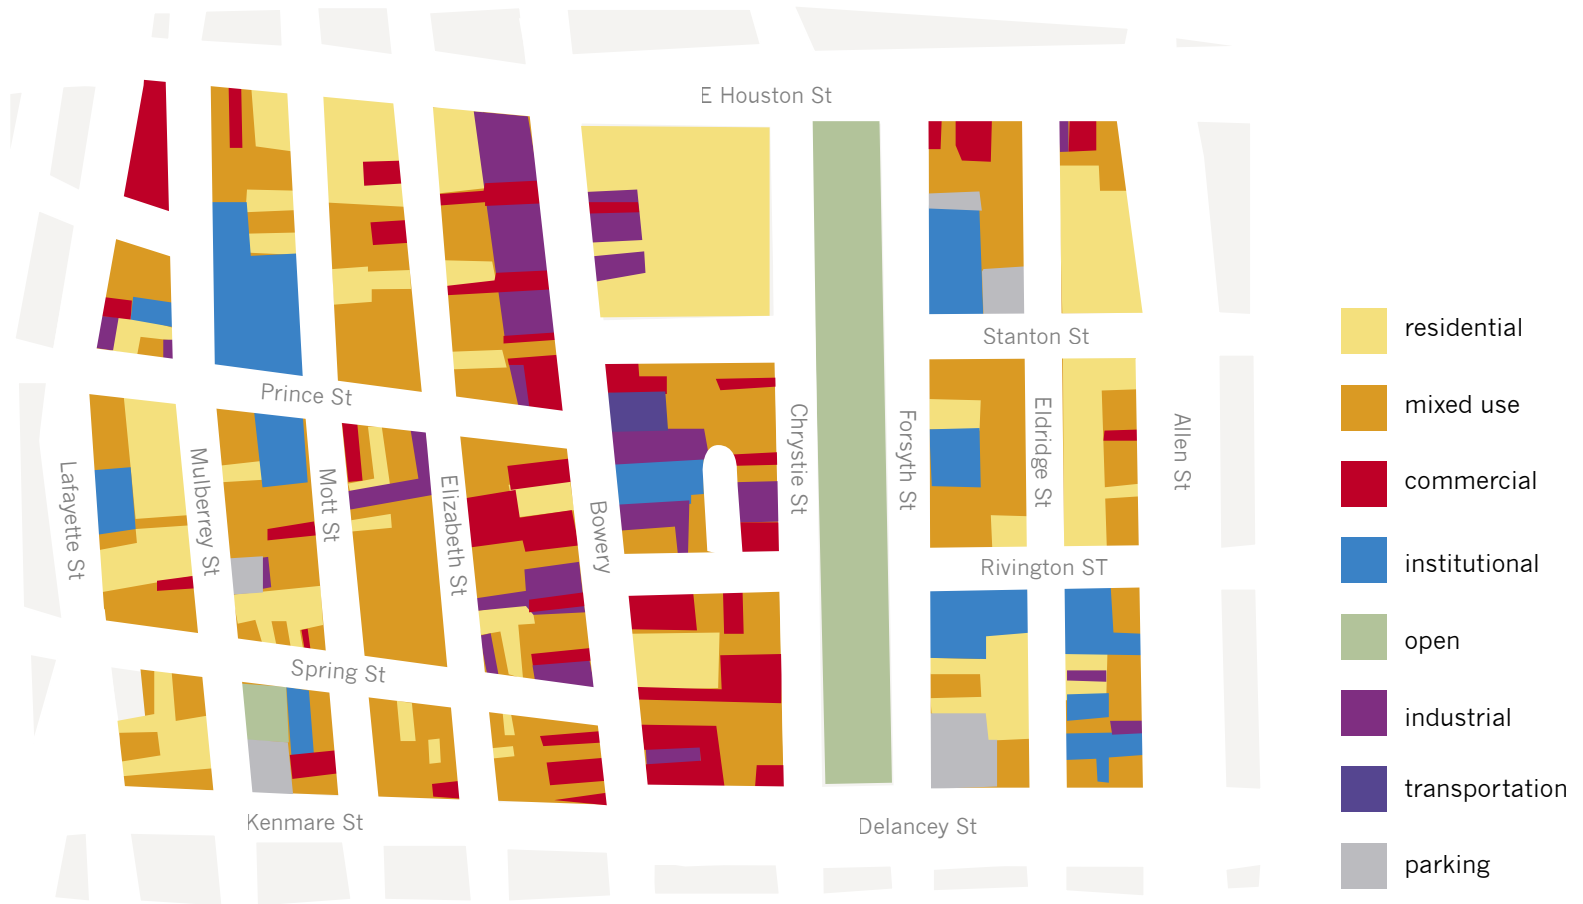 E Houston St
Stanton St
Prince St
Chrystie St
Forsyth St
Eldridge St
Allen St
Lafayette St
Mulberrey St
Mott St
Elizabeth St
Bowery
Rivington ST
Spring St
Kenmare St
Delancey St
residential
mixed use
commercial
institutional
open
industrial
transportation
parking